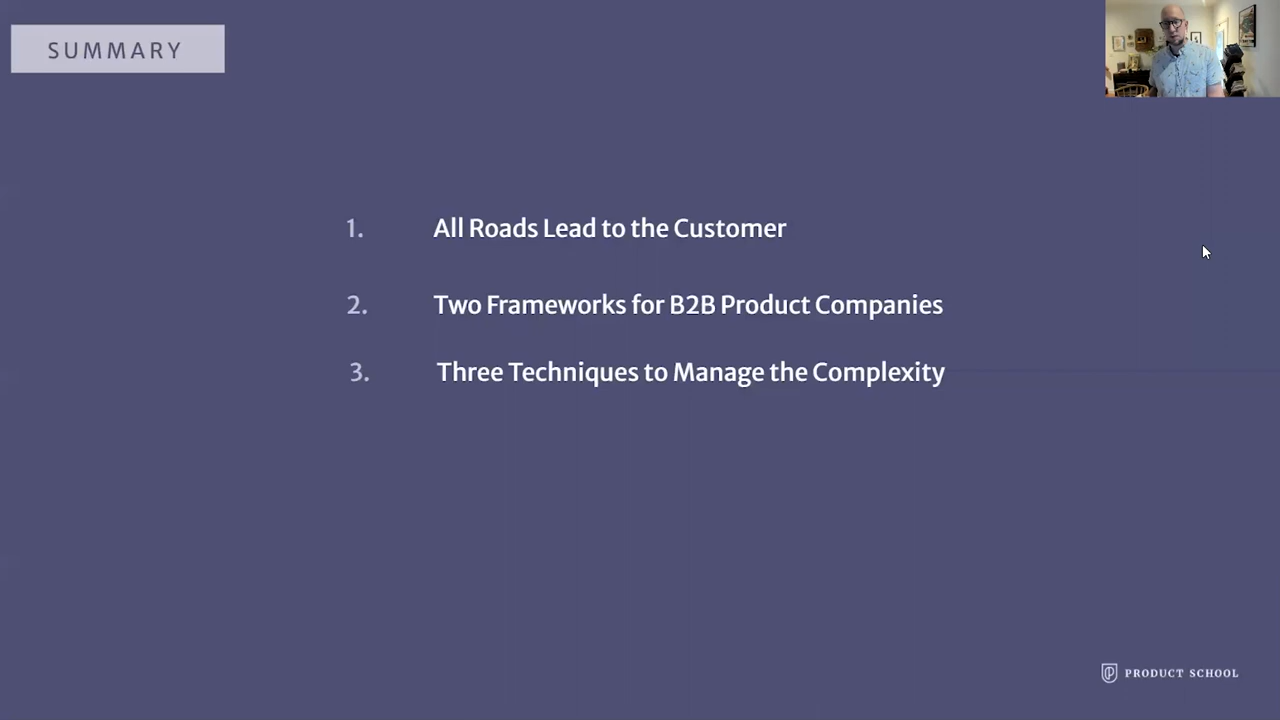 SUMMARY
1. All Roads Lead to the Customer
2. Two Frameworks for B2B Product Companies
3. Three Techniques to Manage the Complexity
PRODUCT SCHOOL